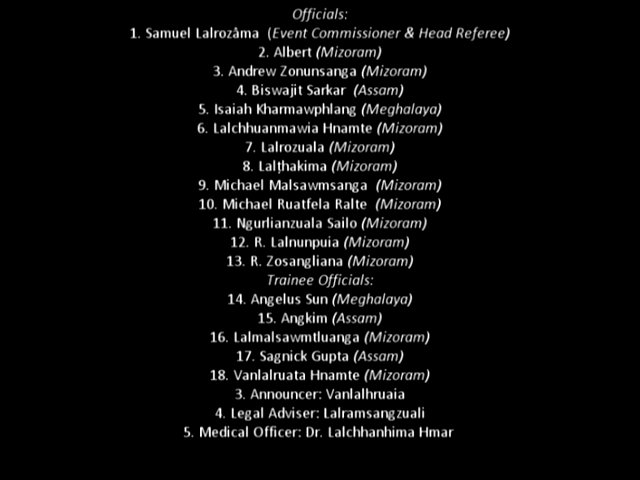 Officials:
1. Samuel Lalrozâma (Event Commissioner & Head Referee)
2. Albert (Mizoram)
3. Andrew Zonunsanga (Mizoram)
4. Biswajit Sarkar (Assam)
5. Isaiah Kharmawphlang (Meghalaya)
6. Lalchhuanmawia Hnamte (Mizoram)
7. Lalrozuala (Mizoram)
8. Lalṭhakima (Mizoram)
9. Michael Malsawmsanga (Mizoram)
10. Michael Ruatfela Ralte (Mizoram)
11. Ngurlianzuala Sailo (Mizoram)
12. R. Lalnunpuia (Mizoram)
13. R. Zosangliana (Mizoram)
Trainee Officials:
14. Angelus Sun (Meghalaya)
15. Angkim (Assam)
16. Lalmalsawmtluanga (Mizoram)
17. Sagnick Gupta (Assam)
18. Vanlalruata Hnamte (Mizoram)
3. Announcer: Vanlalhruaia
4. Legal Adviser: Lalramsangzuali
5. Medical Officer: Dr. Lalchhanhima Hmar